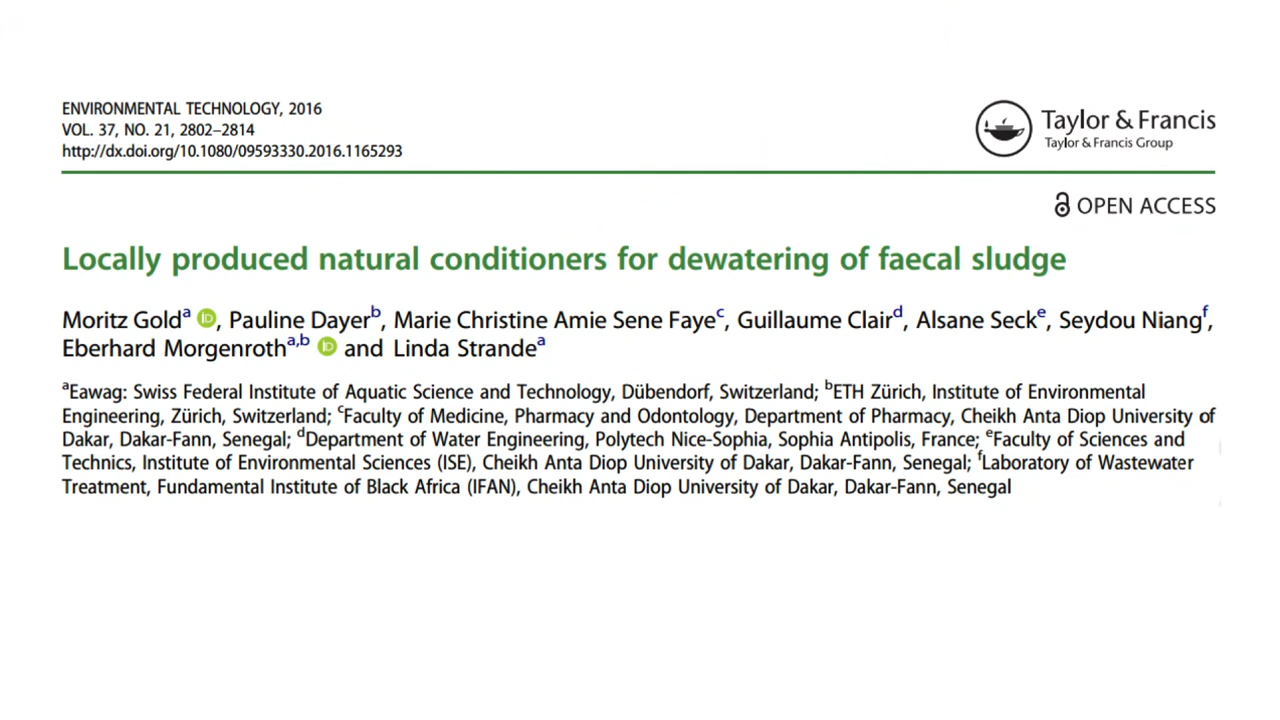 ENVIRONMENTAL TECHNOLOGY, 2016
VOL. 37, NO. 21, 2802–2814
http://dx.doi.org/10.1080/09593330.2016.1165293
Taylor & Francis
Taylor & Francis Group
OPEN ACCESS
Locally produced natural conditioners for dewatering of faecal sludge
Moritz Goldᵃ iD, Pauline Dayerᵇ, Marie Christine Amie Sene Fayeᶜ, Guillaume Clairᵈ, Alsane Seckᵉ, Seydou Niangᶠ,
Eberhard Morgenrothᵃ,ᵇ iD and Linda Strandeᵃ
ᵃEawag: Swiss Federal Institute of Aquatic Science and Technology, Dübendorf, Switzerland; ᵇETH Zürich, Institute of Environmental
Engineering, Zürich, Switzerland; ᶜFaculty of Medicine, Pharmacy and Odontology, Department of Pharmacy, Cheikh Anta Diop University of
Dakar, Dakar-Fann, Senegal; ᵈDepartment of Water Engineering, Polytech Nice-Sophia, Sophia Antipolis, France; ᵉFaculty of Sciences and
Technics, Institute of Environmental Sciences (ISE), Cheikh Anta Diop University of Dakar, Dakar-Fann, Senegal; ᶠLaboratory of Wastewater
Treatment, Fundamental Institute of Black Africa (IFAN), Cheikh Anta Diop University of Dakar, Dakar-Fann, Senegal